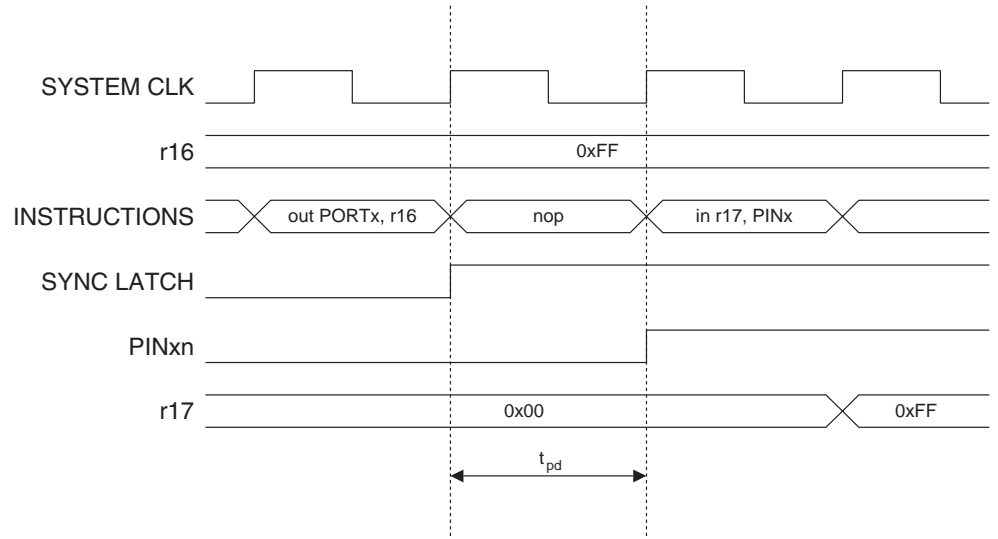 SYSTEM CLK
r16
0xFF
INSTRUCTIONS
out PORTx, r16
nop
in r17, PINx
SYNC LATCH
PINxn
r17
0x00
0xFF
tpd